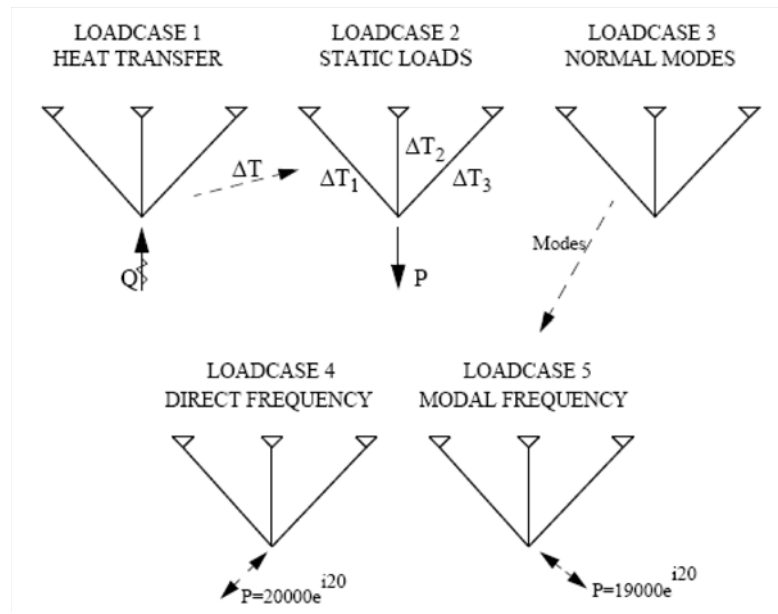 LOADCASE 1
HEAT TRANSFER
LOADCASE 2
STATIC LOADS
LOADCASE 3
NORMAL MODES
ΔT
ΔT₁
ΔT₂
ΔT₃
Q
P
Modes
LOADCASE 4
DIRECT FREQUENCY
LOADCASE 5
MODAL FREQUENCY
P=20000e^i20
P=19000e^i20